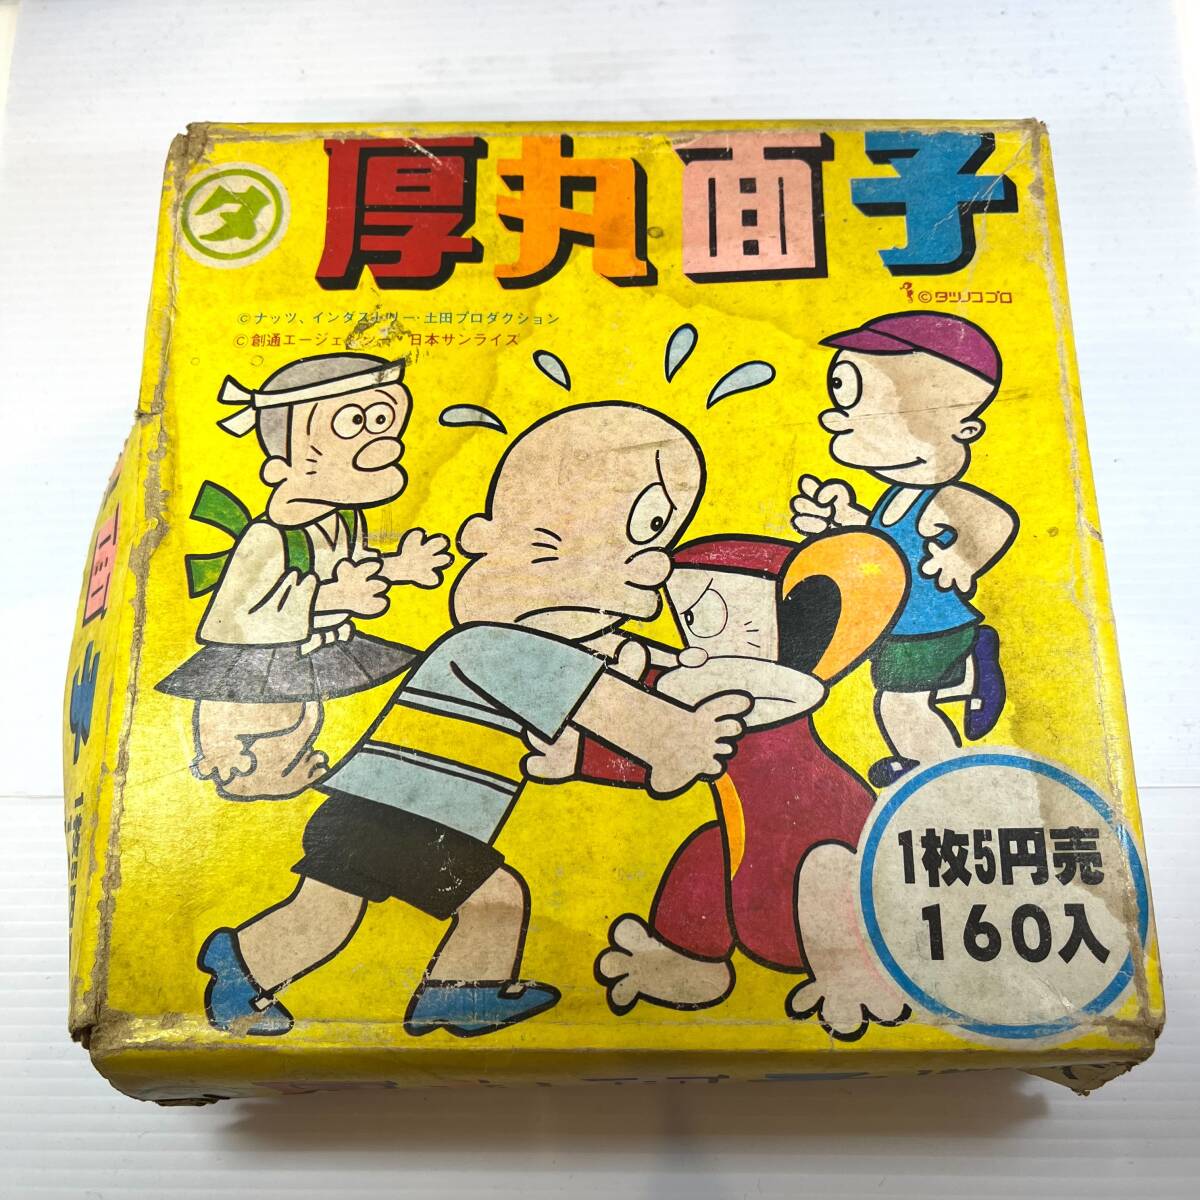 タ
厚丸面子
©タツノコプロ
©ナッツ、インダストリー・土田プロダクション
©創通エージェン 日本サンライズ
面子
1枚5円売
160入